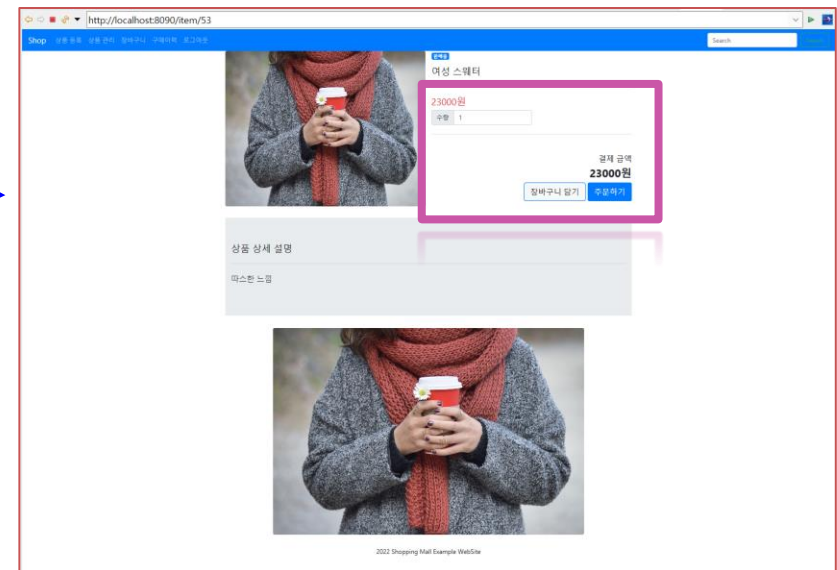 http://localhost:8090/item/53
Shop 상품 등록 상품 관리 장바구니 구매이력 로그아웃 Search
판매중
여성 스웨터
23000원
수량 1
결제 금액
23000원
장바구니 담기 주문하기
상품 상세 설명
따스한 느낌
2022 Shopping Mall Example WebSite